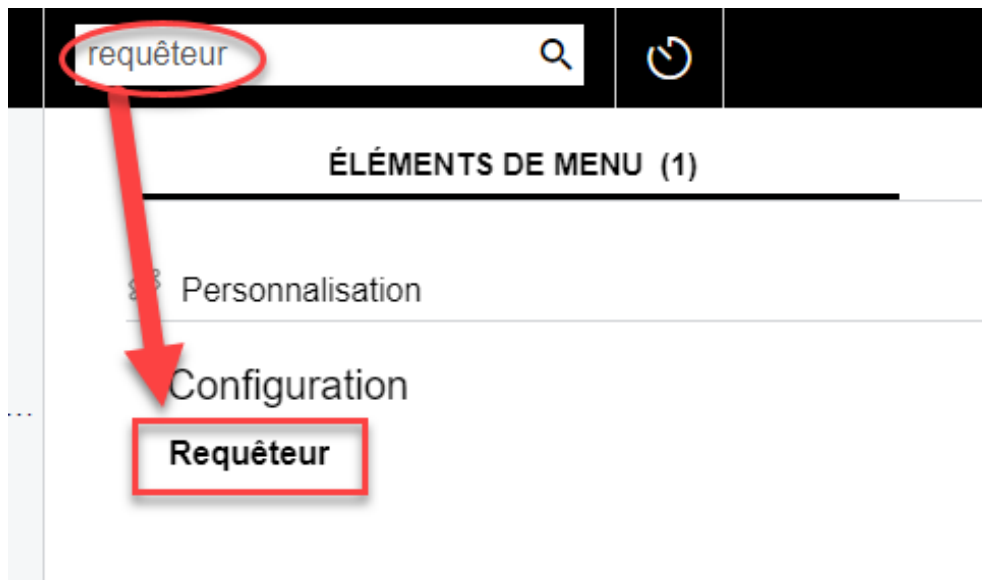 requêteur
ÉLÉMENTS DE MENU (1)
Personnalisation
Configuration
...
Requêteur